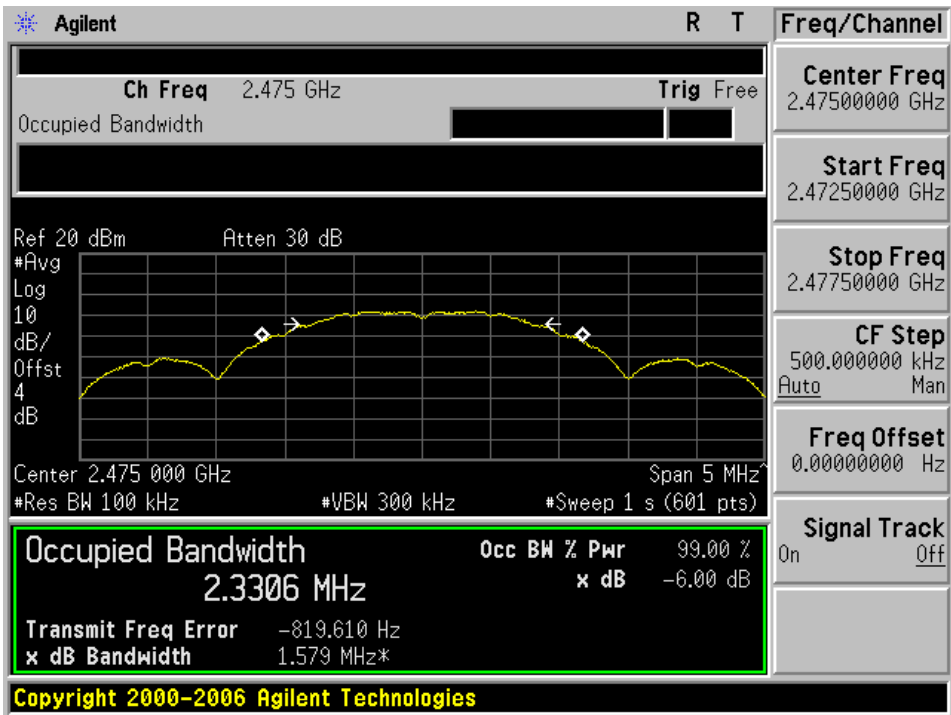 Agilent R T Freq/Channel
Ch Freq 2.475 GHz Trig Free
Occupied Bandwidth
Center Freq
2.47500000 GHz
Start Freq
2.47250000 GHz
Stop Freq
2.47750000 GHz
CF Step
500.000000 kHz
Auto Man
Freq Offset
0.00000000 Hz
Signal Track
On Off
Ref 20 dBm Atten 30 dB
#Avg
Log
10
dB/
Offst
4
dB
Center 2.475 000 GHz Span 5 MHz^
#Res BW 100 kHz #VBW 300 kHz #Sweep 1 s (601 pts)
Occupied Bandwidth Occ BW % Pwr 99.00 %
2.3306 MHz x dB -6.00 dB
Transmit Freq Error -819.610 Hz
x dB Bandwidth 1.579 MHz*
Copyright 2000-2006 Agilent Technologies